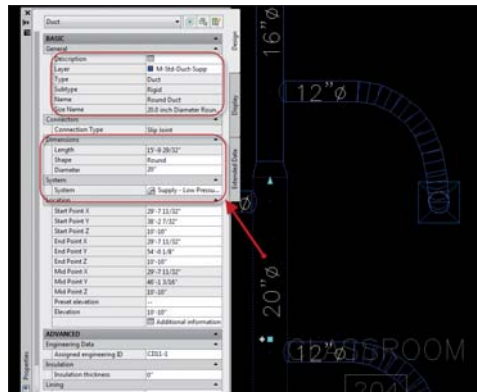 Duct
BASIC
General
Description
Layer M-Std-Duct-Supp
Type Duct
Subtype Rigid
Name Round Duct
Size Name 20.0 inch Diameter Roun...
Connectors
Connection Type Slip Joint
Dimensions
Length 15'-9 29/32"
Shape Round
Diameter 20"
System
System Supply - Low Pressu...
Location
Start Point X 29'-7 11/32"
Start Point Y 38'-2 7/32"
Start Point Z 10'-10"
End Point X 29'-7 11/32"
End Point Y 54'-0 1/8"
End Point Z 10'-10"
Mid Point X 29'-7 11/32"
Mid Point Y 46'-1 3/16"
Mid Point Z 10'-10"
Preset elevation --
Elevation 10'-10"
Additional information
ADVANCED
Engineering Data
Assigned engineering ID
Insulation
Insulation thickness 0"
Lining
Design
Display
Extended Data
Properties
16"ø
12"ø
ø
20"ø
12"ø
CLASSROOM
204